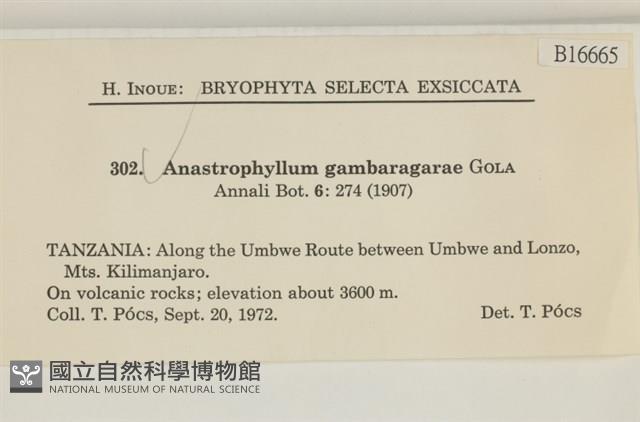 B16665
H. INOUE: BRYOPHYTA SELECTA EXSICCATA
302. Anastrophyllum gambaragarae GOLA
Annali Bot. 6: 274 (1907)
TANZANIA: Along the Umbwe Route between Umbwe and Lonzo,
Mts. Kilimanjaro.
On volcanic rocks; elevation about 3600 m.
Coll. T. Pócs, Sept. 20, 1972. Det. T. Pócs
國立自然科學博物館
NATIONAL MUSEUM OF NATURAL SCIENCE